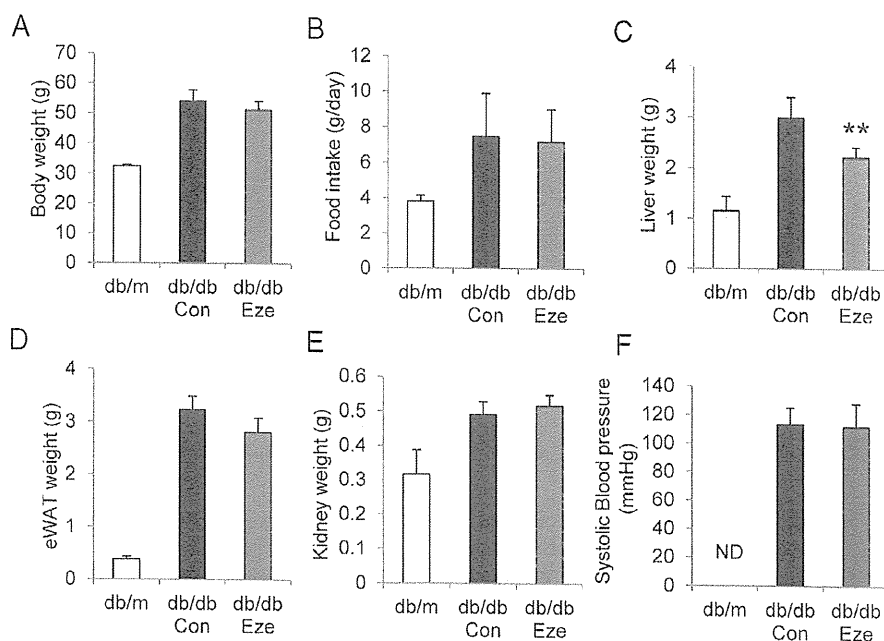 A
Body weight (g)
70
60
50
40
30
20
10
0
db/m
db/db
Con
db/db
Eze
B
Food intake (g/day)
12
10
8
6
4
2
0
db/m
db/db
Con
db/db
Eze
C
Liver weight (g)
4
3
2
1
0
**
db/m
db/db
Con
db/db
Eze
D
eWAT weight (g)
4
3
2
1
0
db/m
db/db
Con
db/db
Eze
E
Kidney weight (g)
0.6
0.5
0.4
0.3
0.2
0.1
0
db/m
db/db
Con
db/db
Eze
F
Systolic Blood pressure
(mmHg)
140
120
100
80
60
40
20
0
ND
db/m
db/db
Con
db/db
Eze